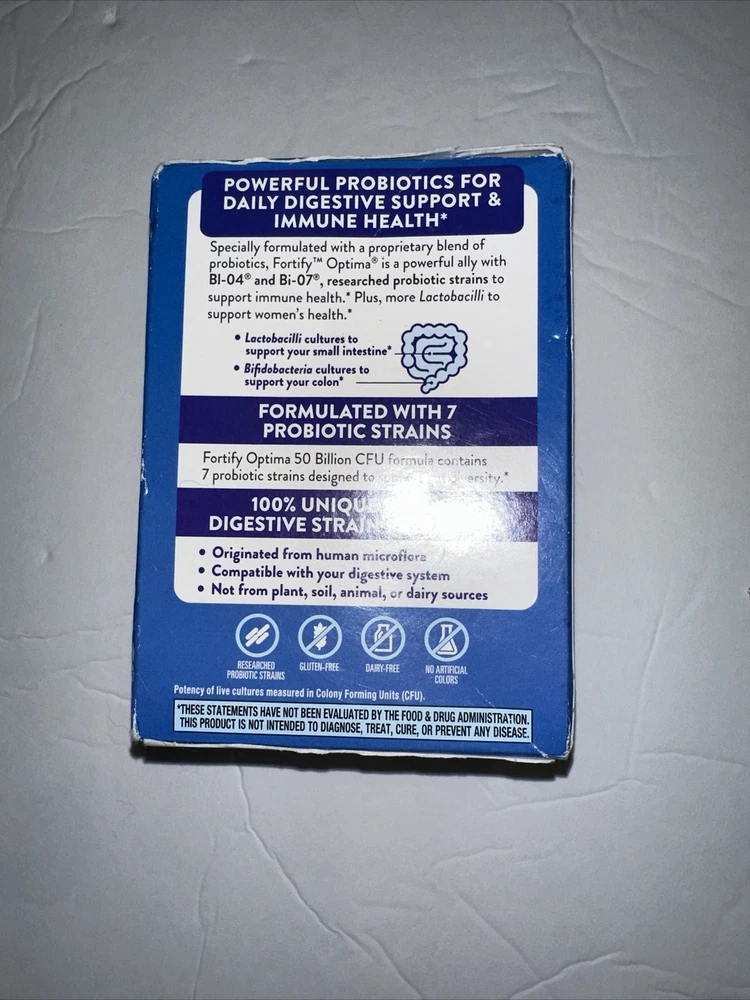 POWERFUL PROBIOTICS FOR
DAILY DIGESTIVE SUPPORT &
IMMUNE HEALTH*
Specially formulated with a proprietary blend of
probiotics, Fortify™ Optima® is a powerful ally with
Bl-04® and Bi-07®, researched probiotic strains to
support immune health.* Plus, more Lactobacilli to
support women's health.*
• Lactobacilli cultures to
support your small intestine*
• Bifidobacteria cultures to
support your colon*
FORMULATED WITH 7
PROBIOTIC STRAINS
Fortify Optima 50 Billion CFU formula contains
7 probiotic strains designed to
100%
DIGESTIVE
• Originated from human microflora
• Compatible with your digestive system
• Not from plant, soil, animal, or dairy sources
RESEARCHED
PROBIOTIC STRAINS
GLUTEN-FREE
DAIRY-FREE
NO ARTIFICIAL
COLORS
Potency of live cultures measured in Colony Forming Units (CFU).
*THESE STATEMENTS HAVE NOT BEEN EVALUATED BY THE FOOD & DRUG ADMINISTRATION.
THIS PRODUCT IS NOT INTENDED TO DIAGNOSE, TREAT, CURE, OR PREVENT ANY DISEASE.